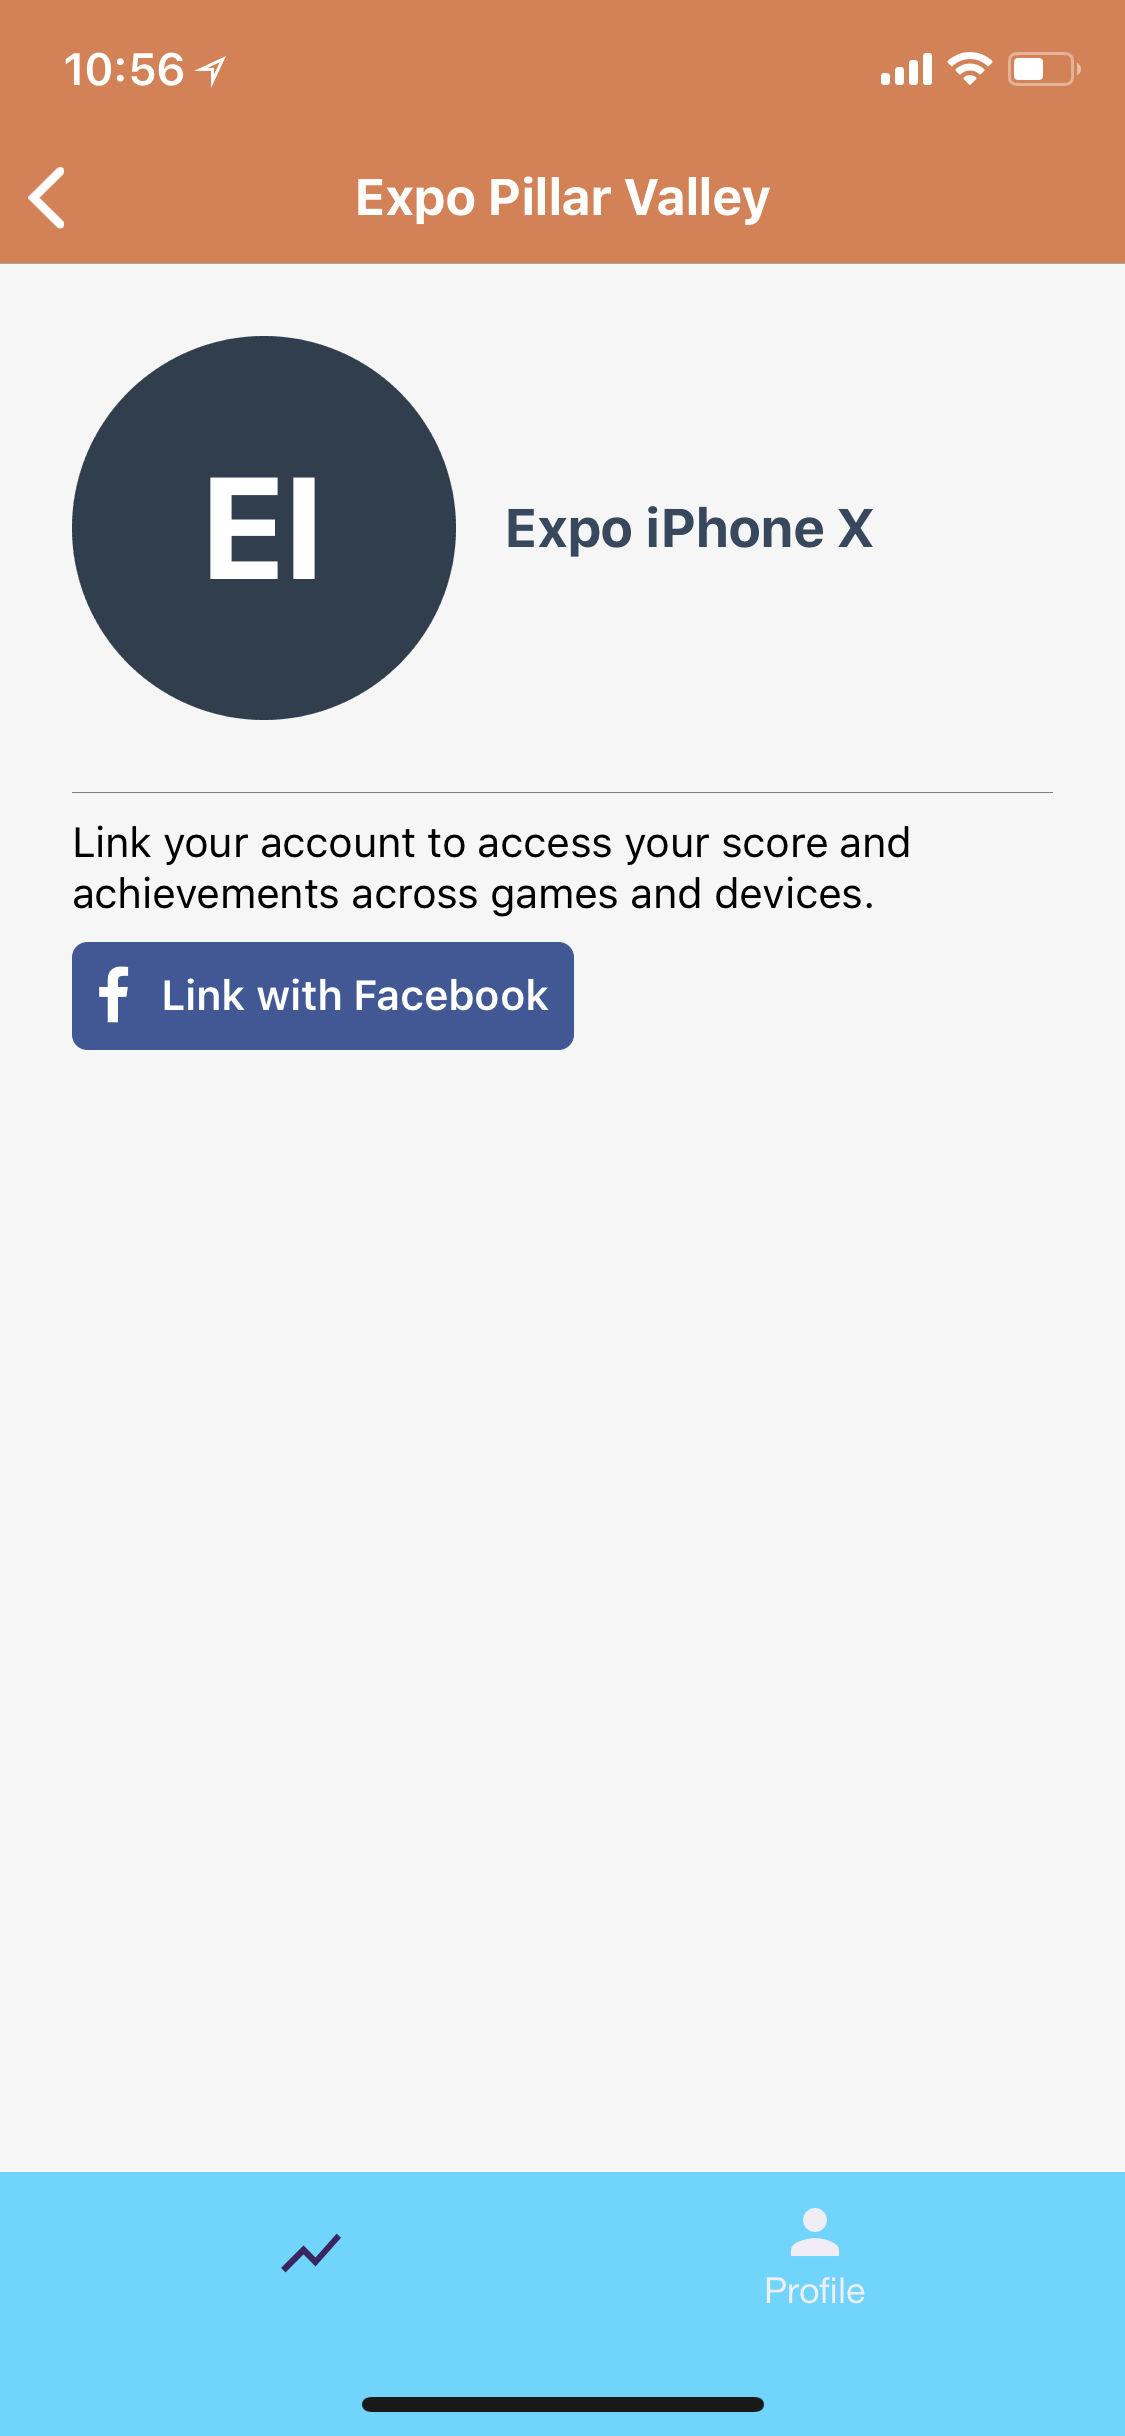 10:56
Expo Pillar Valley
EI
Expo iPhone X
Link your account to access your score and
achievements across games and devices.
f Link with Facebook
Profile